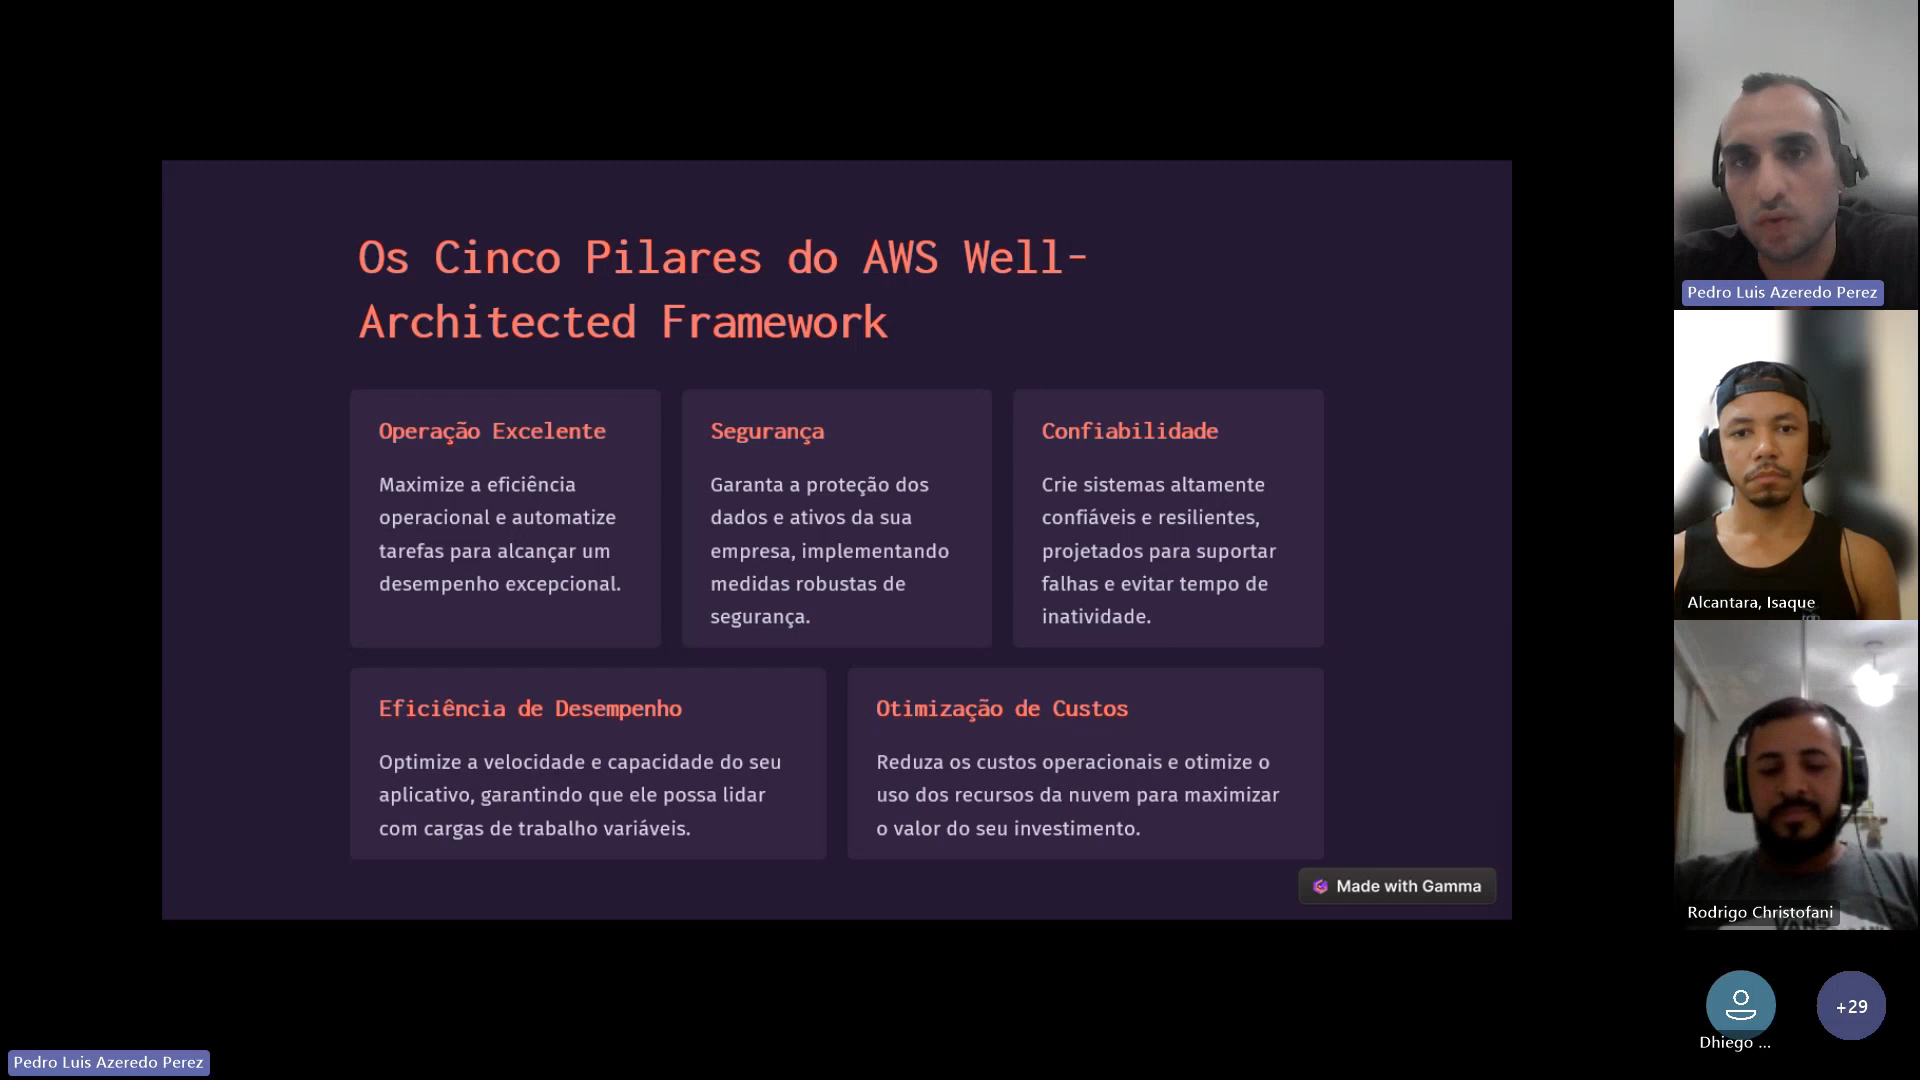 Os Cinco Pilares do AWS Well-
Architected Framework
Operação Excelente
Maximize a eficiência
operacional e automatize
tarefas para alcançar um
desempenho excepcional.
Segurança
Garanta a proteção dos
dados e ativos da sua
empresa, implementando
medidas robustas de
segurança.
Confiabilidade
Crie sistemas altamente
confiáveis e resilientes,
projetados para suportar
falhas e evitar tempo de
inatividade.
Eficiência de Desempenho
Optimize a velocidade e capacidade do seu
aplicativo, garantindo que ele possa lidar
com cargas de trabalho variáveis.
Otimização de Custos
Reduza os custos operacionais e otimize o
uso dos recursos da nuvem para maximizar
o valor do seu investimento.
Made with Gamma
Pedro Luis Azeredo Perez
Alcantara, Isaque
Rodrigo Christofani
VANS
Dhiego ...
+29
Pedro Luis Azeredo Perez